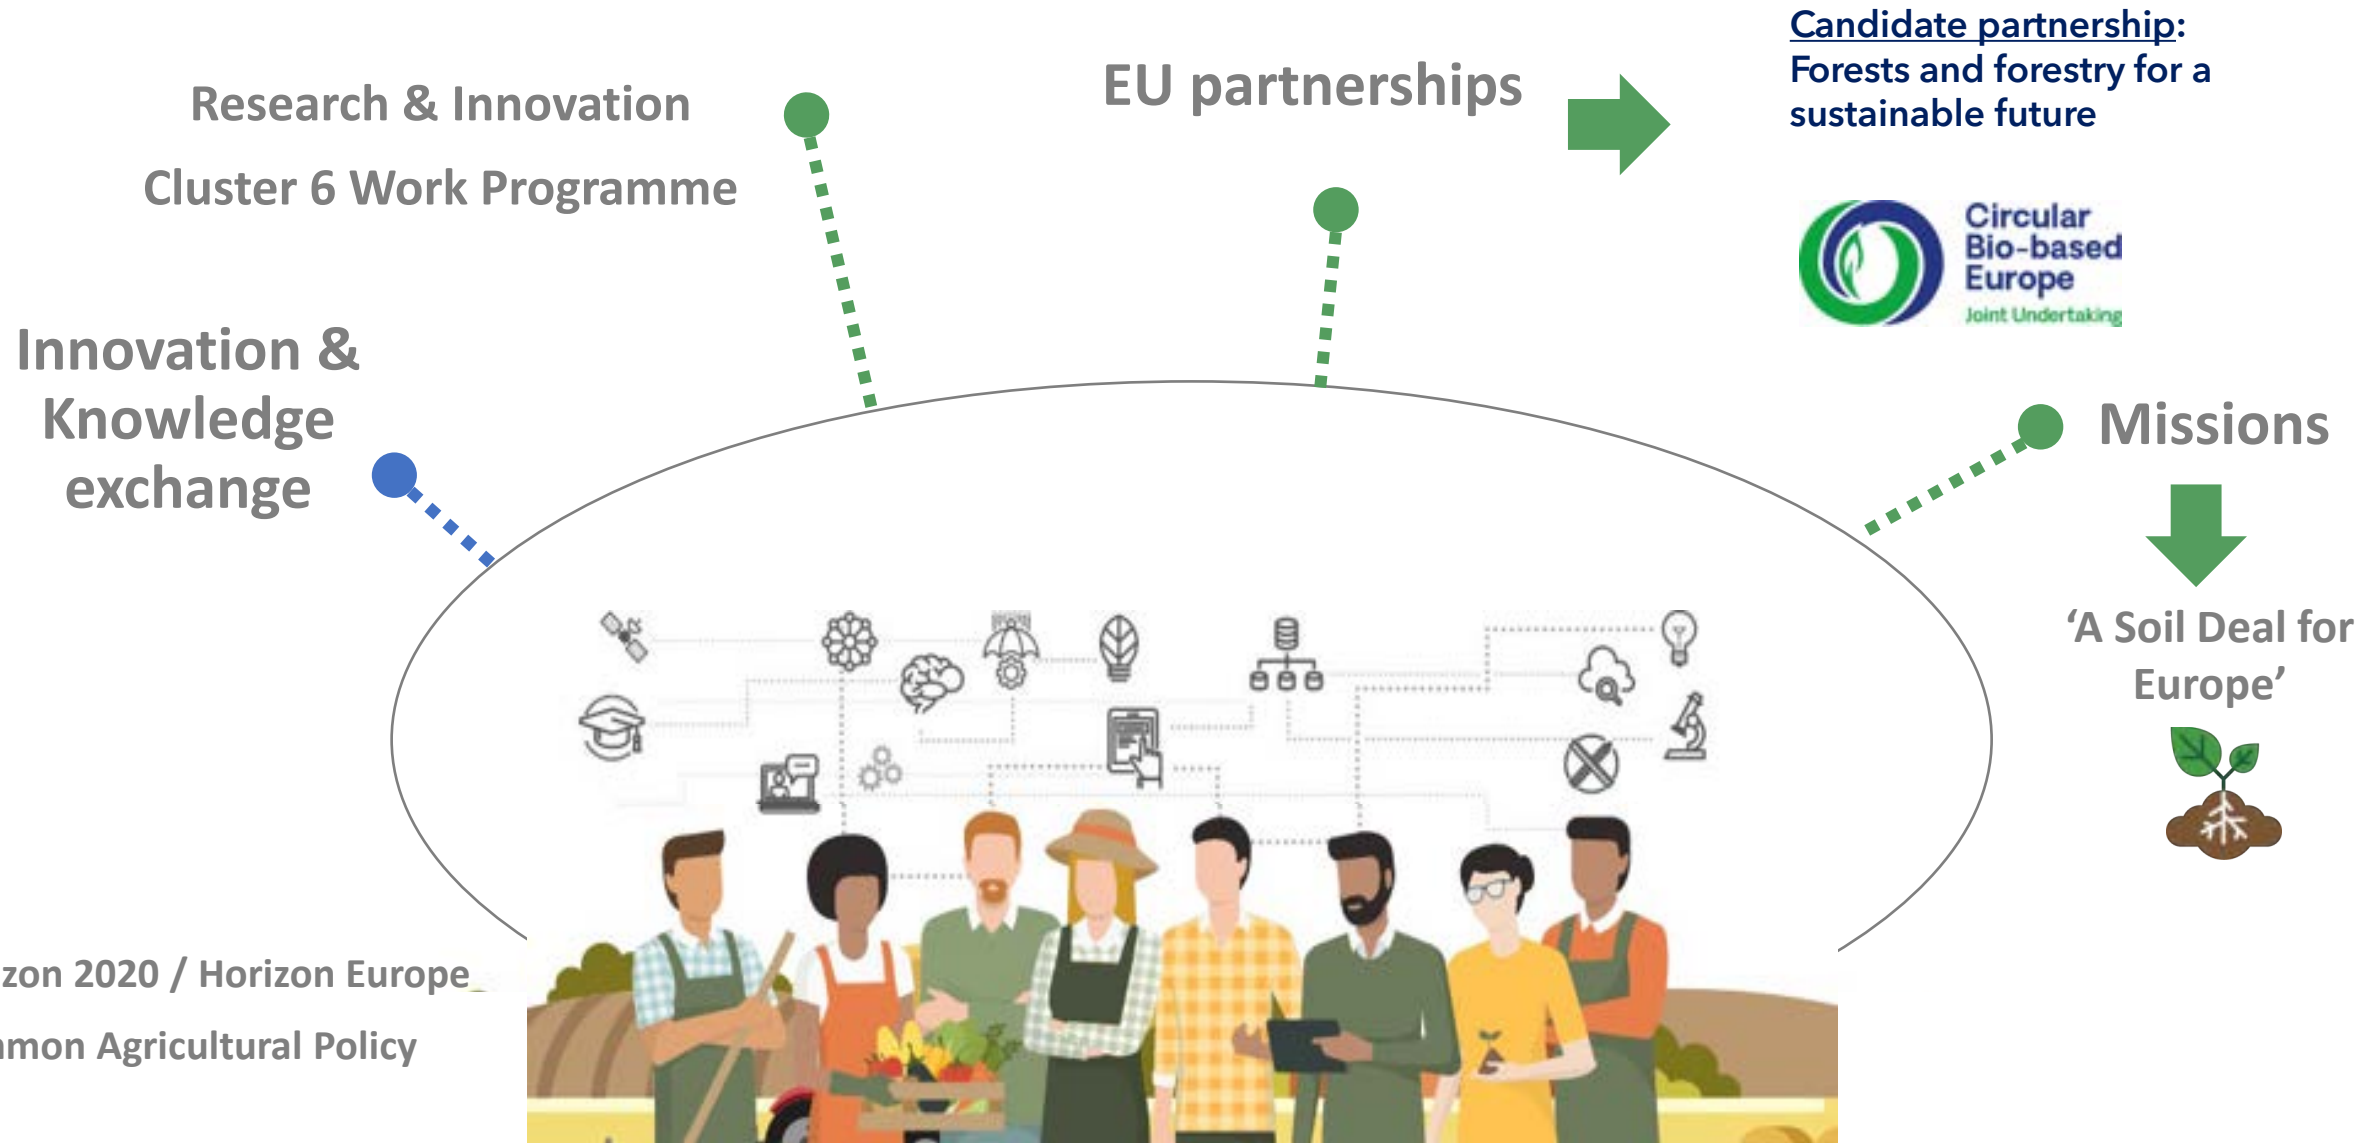 Candidate partnership:
Forests and forestry for a
sustainable future
EU partnerships
Research & Innovation
Cluster 6 Work Programme
Circular
Bio-based
Europe
Joint Undertaking
Innovation &
Knowledge
exchange
Missions
‘A Soil Deal for
Europe’
zon 2020 / Horizon Europe
mon Agricultural Policy